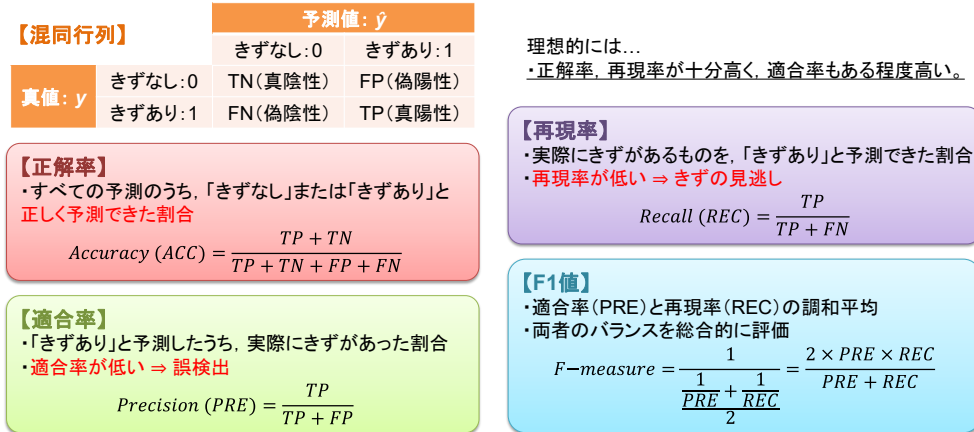 【混同行列】
予測値: ŷ
きずなし:0 きずあり:1
真値: y
きずなし:0 TN(真陰性) FP(偽陽性)
きずあり:1 FN(偽陰性) TP(真陽性)
理想的には…
・正解率, 再現率が十分高く, 適合率もある程度高い。
【正解率】
・すべての予測のうち, 「きずなし」または「きずあり」と
正しく予測できた割合
Accuracy (ACC) = \frac{TP + TN}{TP + TN + FP + FN}
【適合率】
・「きずあり」と予測したうち, 実際にきずがあった割合
・適合率が低い ⇒ 誤検出
Precision (PRE) = \frac{TP}{TP + FP}
【再現率】
・実際にきずがあるものを, 「きずあり」と予測できた割合
・再現率が低い ⇒ きずの見逃し
Recall (REC) = \frac{TP}{TP + FN}
【F1値】
・適合率(PRE)と再現率(REC)の調和平均
・両者のバランスを総合的に評価
F−measure = \frac{1}{\frac{\frac{1}{PRE} + \frac{1}{REC}}{2}} = \frac{2 × PRE × REC}{PRE + REC}